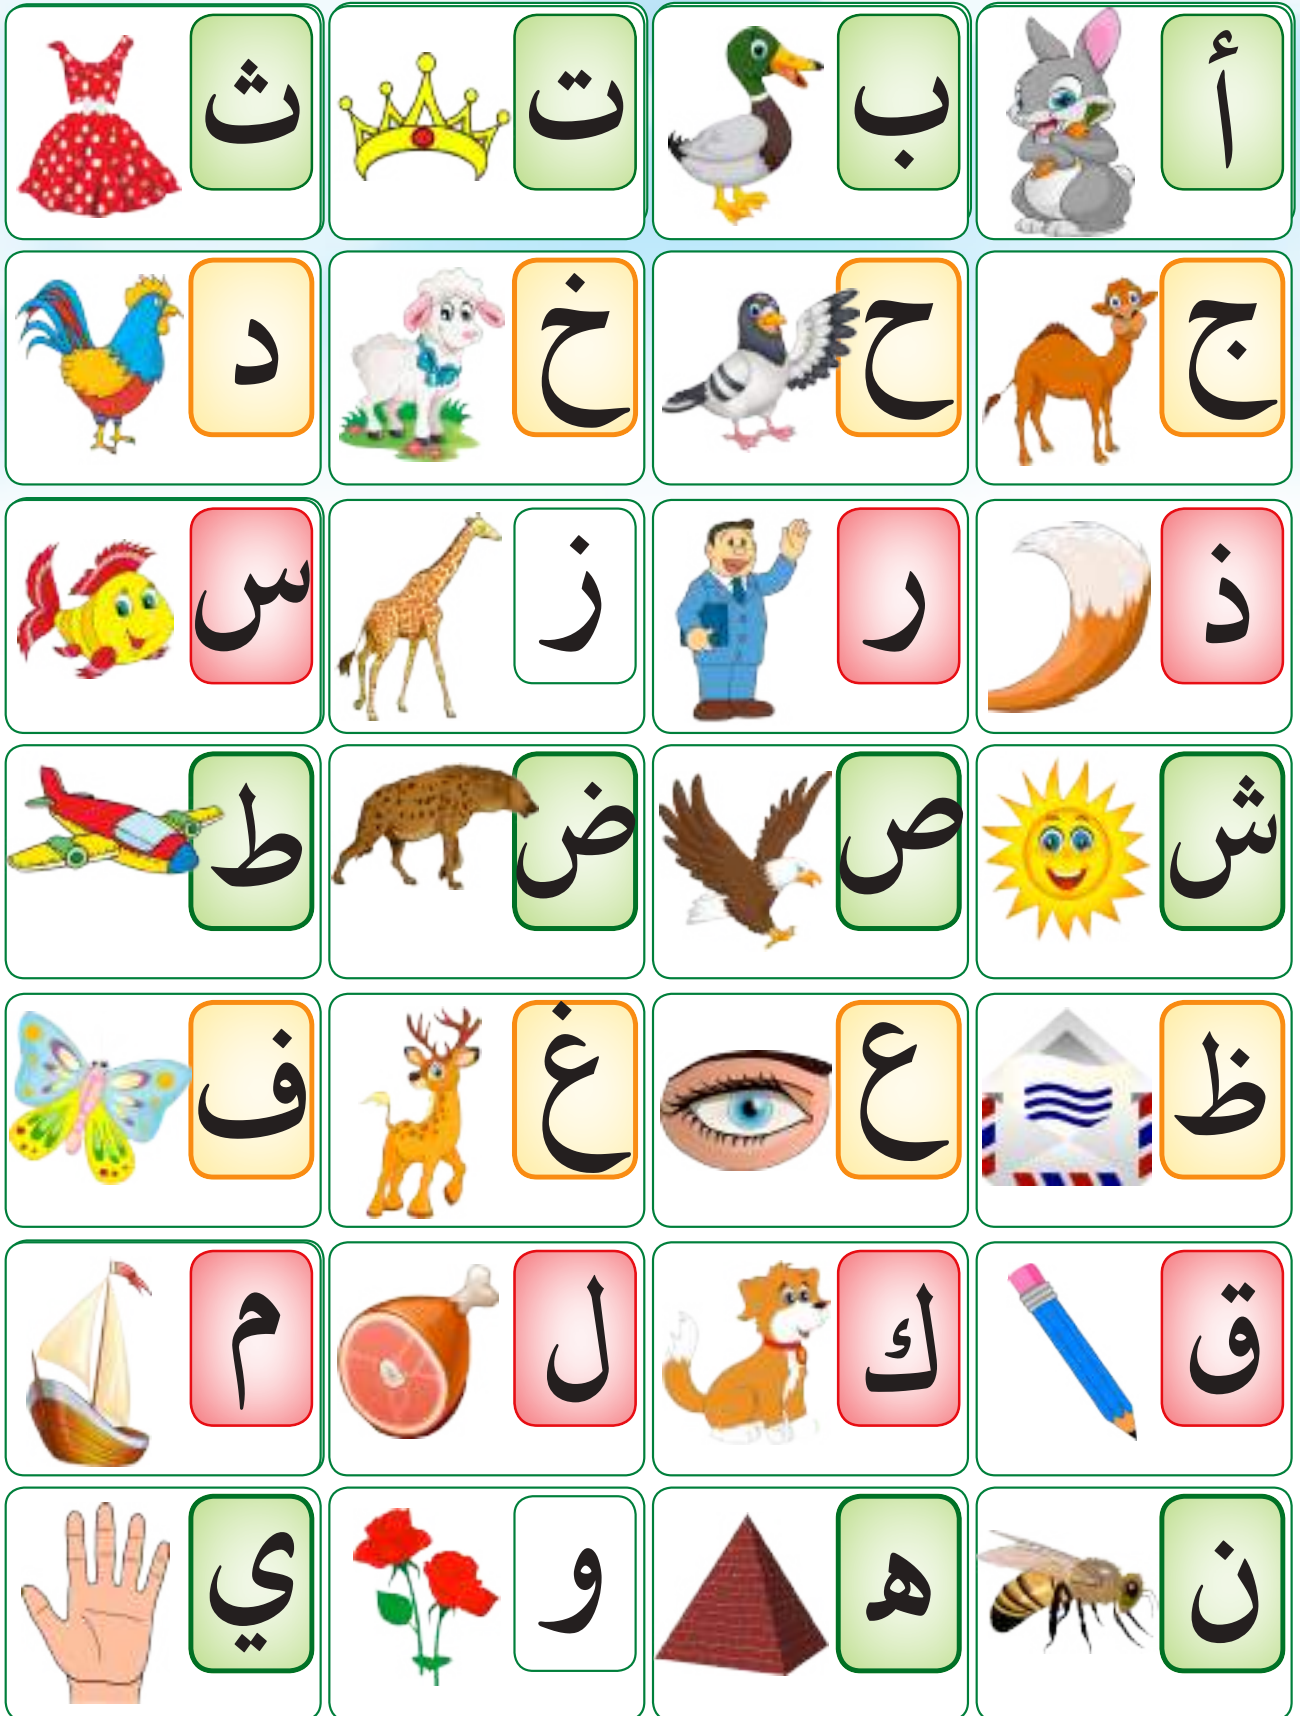 أ ب ت ث
ج ح خ د
ذ ر ز س
ش ص ض ط
ظ ع غ ف
ق ك ل م
ن ه و ي